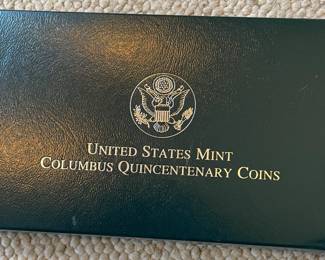 UNITED STATES MINT
COLUMBUS QUINCENTENARY COINS